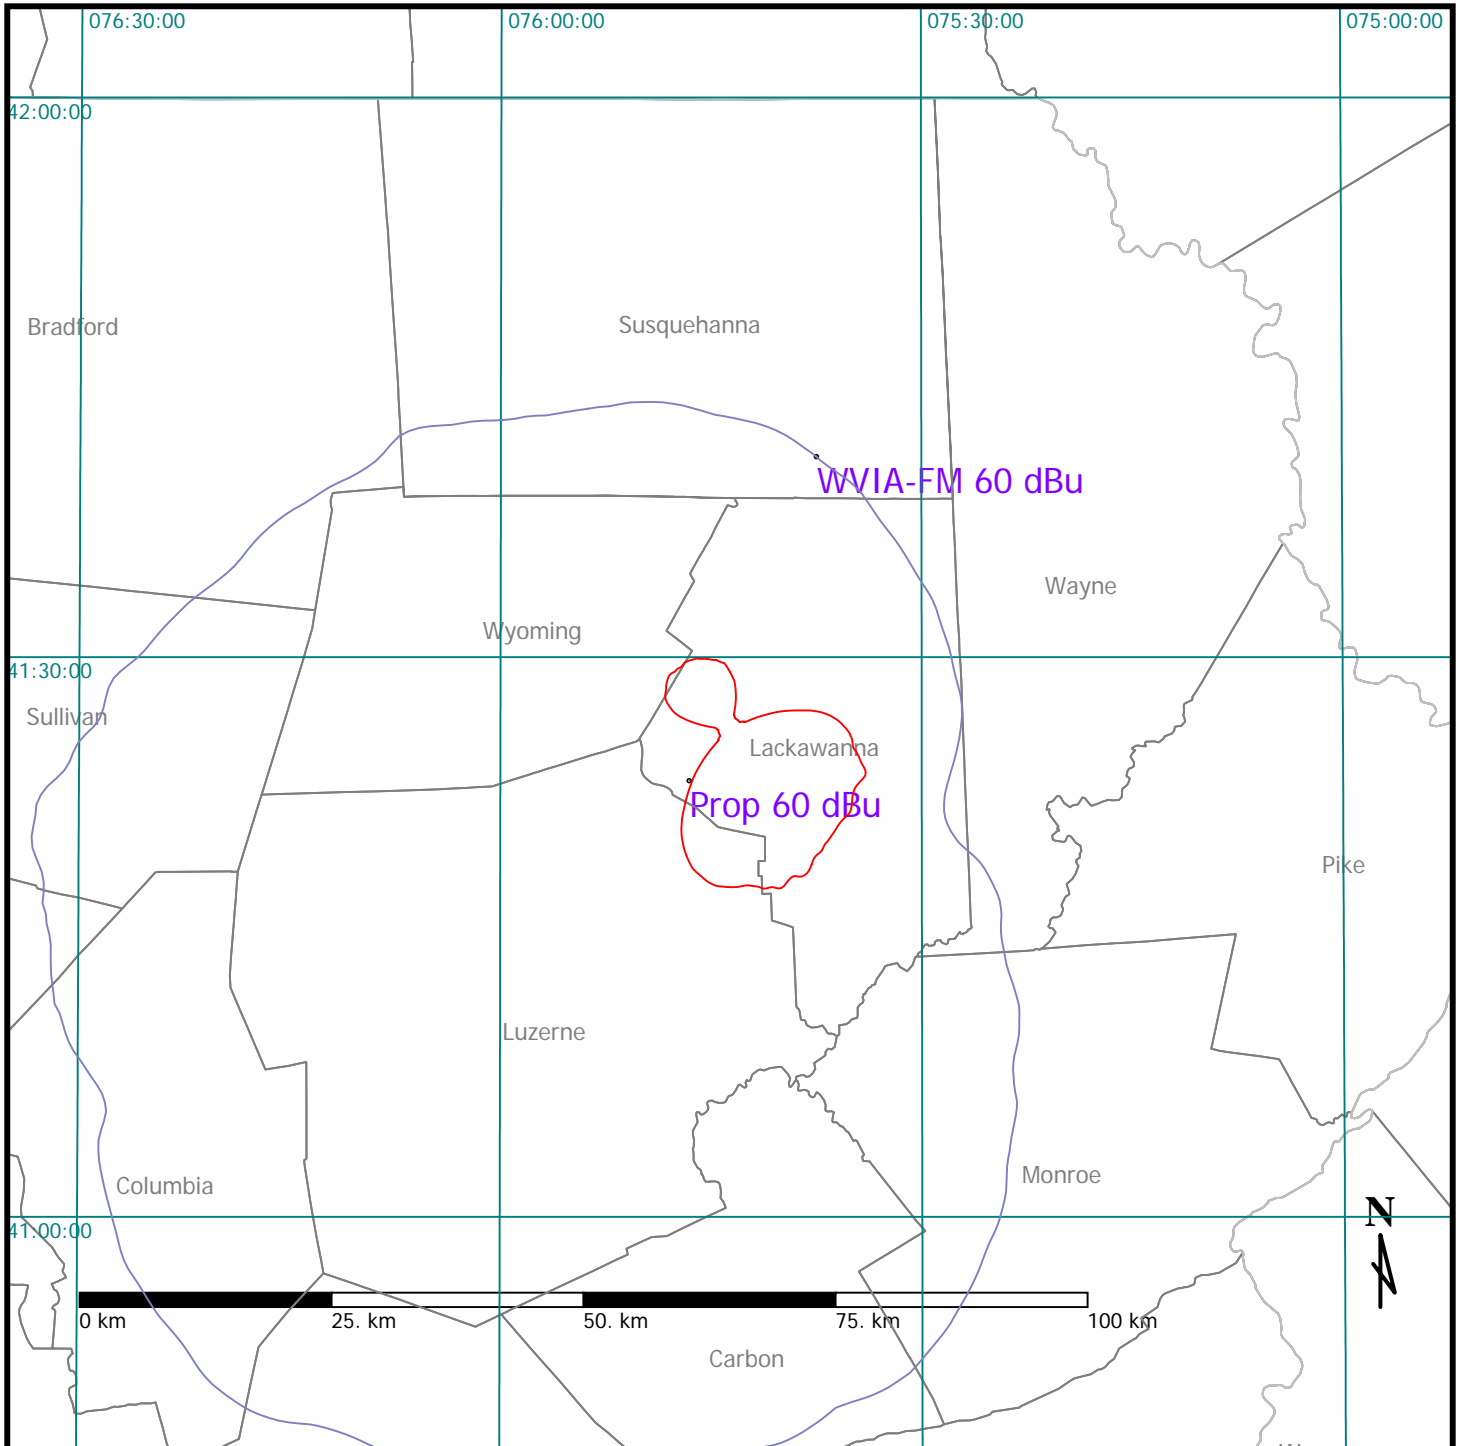 076:30:00
076:00:00
075:30:00
075:00:00
42:00:00
Bradford
Susquehanna
WVIA-FM 60 dBu
Wayne
Wyoming
41:30:00
Sullivan
Lackawanna
Prop 60 dBu
Pike
Luzerne
Monroe
Columbia
N
41:00:00
0 km
25. km
50. km
75. km
100 km
Carbon